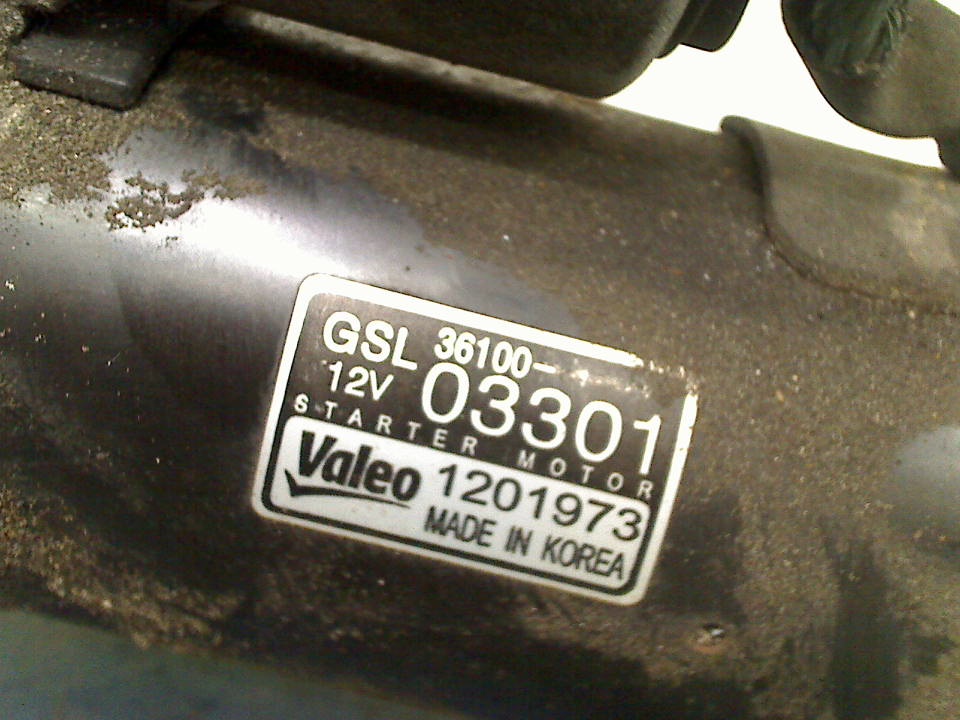 GSL 36100-
12V 03301
STARTER MOTOR
Valeo 1201973
MADE IN KOREA